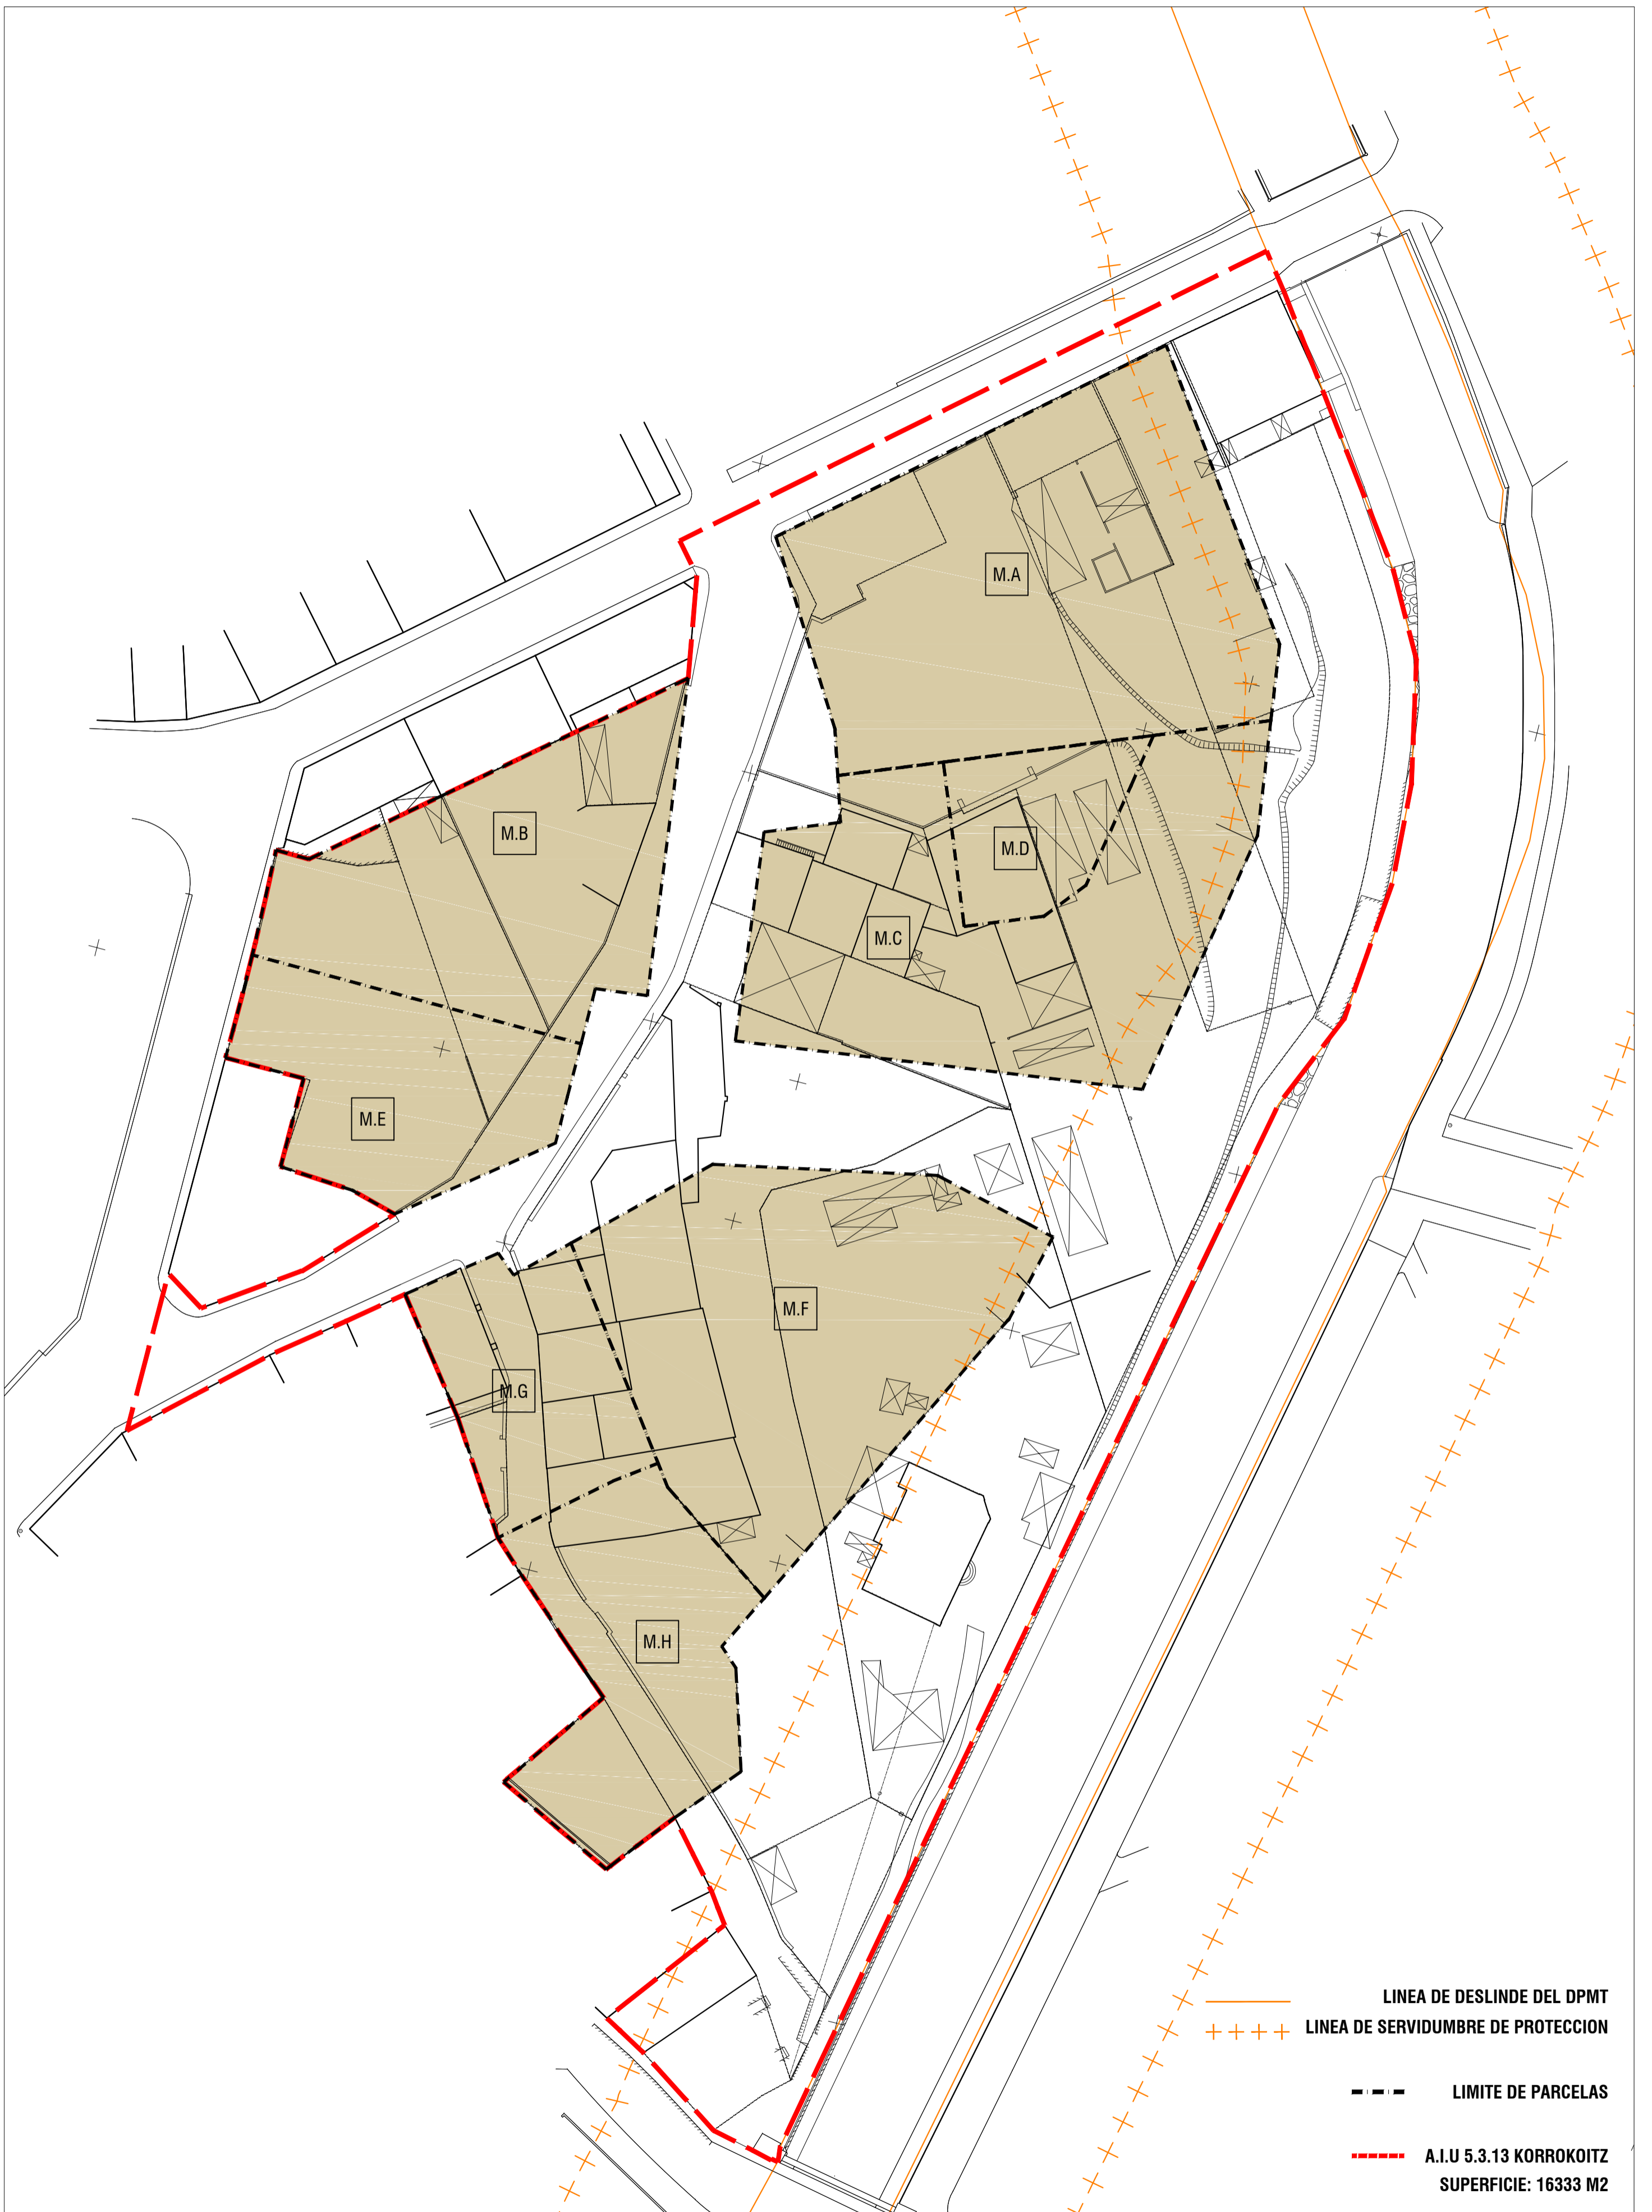 M.A
M.B
M.D
M.C
M.E
M.F
M.G
M.H
LINEA DE DESLINDE DEL DPMT
LINEA DE SERVIDUMBRE DE PROTECCION
LIMITE DE PARCELAS
A.I.U 5.3.13 KORROKOITZ
SUPERFICIE: 16333 M2